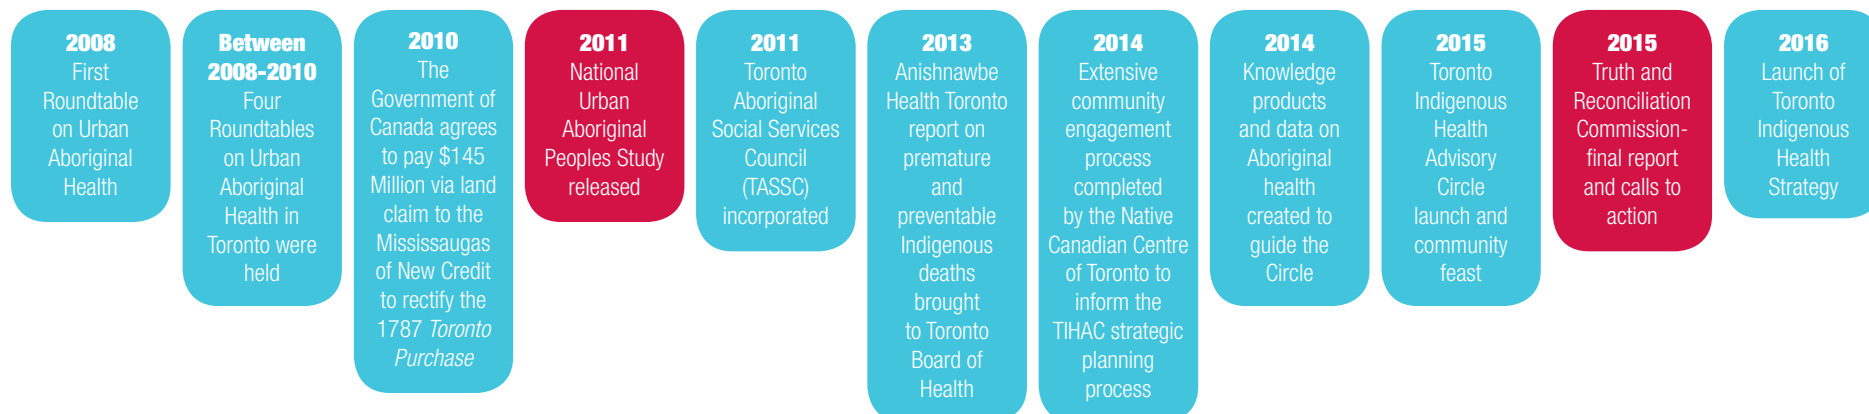 2008
First
Roundtable
on Urban
Aboriginal
Health
Between
2008-2010
Four
Roundtables
on Urban
Aboriginal
Health in
Toronto were
held
2010
The
Government of
Canada agrees
to pay $145
Million via land
claim to the
Mississaugas
of New Credit
to rectify the
1787 Toronto
Purchase
2011
National
Urban
Aboriginal
Peoples Study
released
2011
Toronto
Aboriginal
Social Services
Council
(TASSC)
incorporated
2013
Anishnawbe
Health Toronto
report on
premature
and
preventable
Indigenous
deaths
brought
to Toronto
Board of
Health
2014
Extensive
community
engagement
process
completed
by the Native
Canadian Centre
of Toronto to
inform the
TIHAC strategic
planning
process
2014
Knowledge
products
and data on
Aboriginal
health
created to
guide the
Circle
2015
Toronto
Indigenous
Health
Advisory
Circle
launch and
community
feast
2015
Truth and
Reconciliation
Commission-
final report
and calls to
action
2016
Launch of
Toronto
Indigenous
Health
Strategy